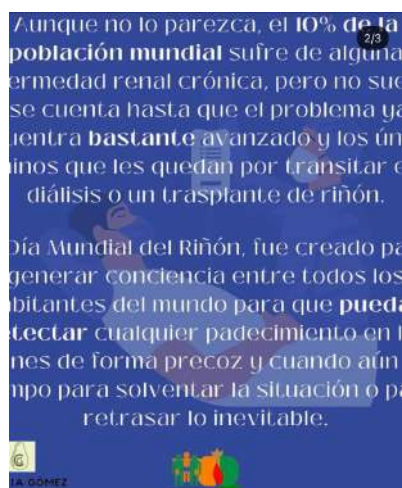 Aunque no lo parezca, el 10% de la
2/3
población mundial sufre de alguna
ermedad renal crónica, pero no sue
se cuenta hasta que el problema ya
uentra bastante avanzado y los ún
inos que les quedan por transitar e
diálisis o un trasplante de riñón.
Día Mundial del Riñón, fue creado pa
generar conciencia entre todos los
bitantes del mundo para que pueda
tectar cualquier padecimiento en l
nes de forma precoz y cuando aún
mpo para solventar la situación o pa
retrasar lo inevitable.
IA GOMEZ